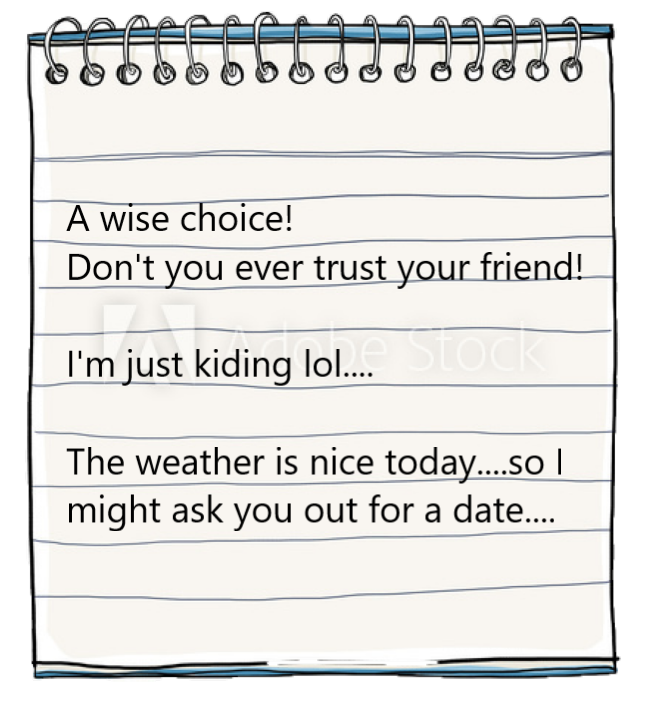 A wise choice!
Don't you ever trust your friend!
I'm just kiding lol....
The weather is nice today....so I
might ask you out for a date....
Adobe Stock